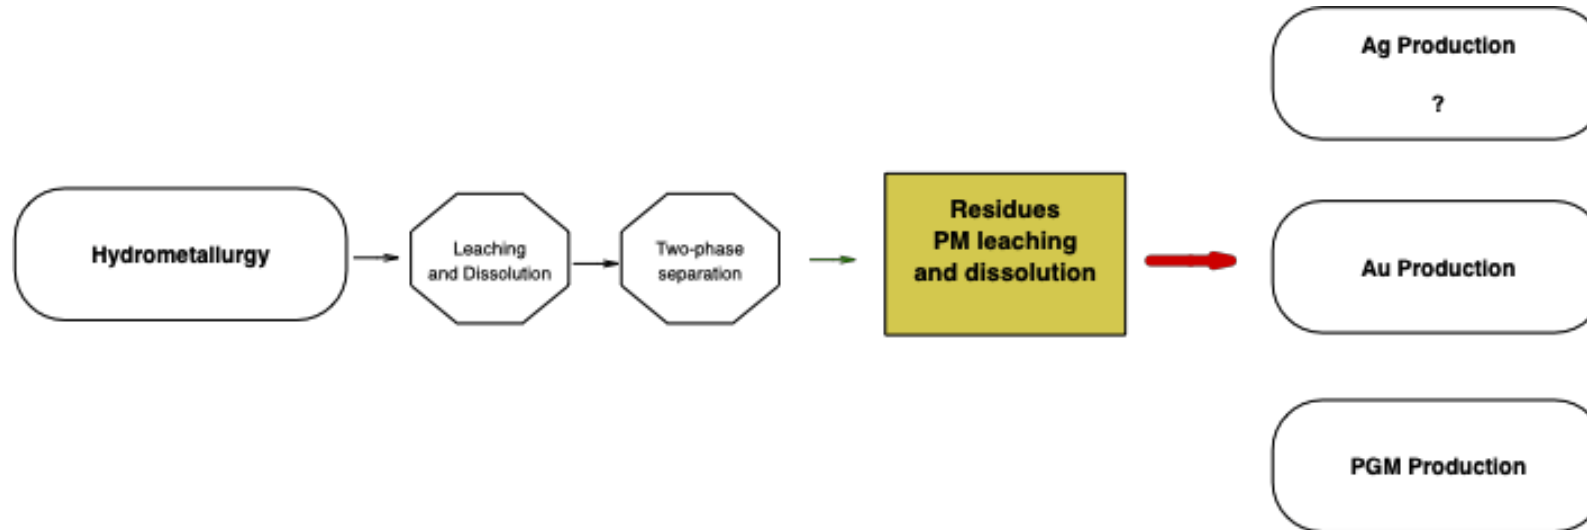 Hydrometallurgy
Leaching
and Dissolution
Two-phase
separation
Residues
PM leaching
and dissolution
Ag Production
?
Au Production
PGM Production